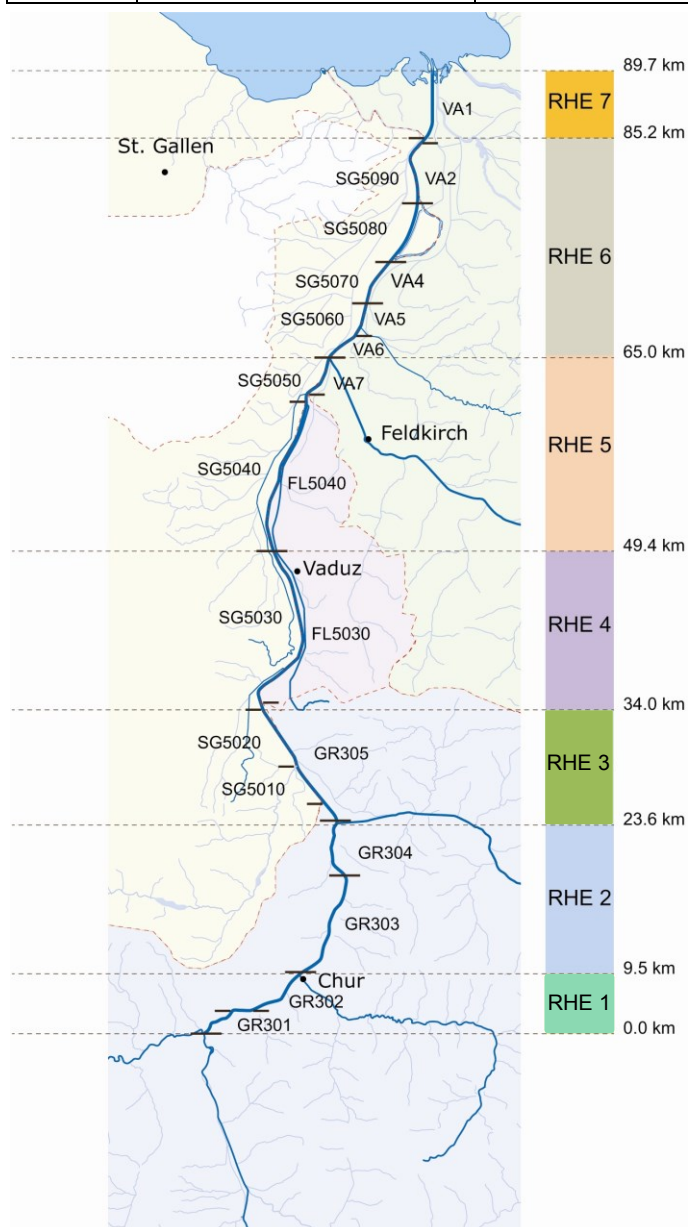 89.7 km
RHE 7
VA1
85.2 km
St. Gallen
SG5090
VA2
SG5080
RHE 6
SG5070
VA4
SG5060
VA5
VA6
65.0 km
SG5050
VA7
Feldkirch
RHE 5
SG5040
FL5040
49.4 km
Vaduz
SG5030
FL5030
RHE 4
34.0 km
SG5020
GR305
RHE 3
SG5010
23.6 km
GR304
RHE 2
GR303
9.5 km
Chur
GR302
RHE 1
GR301
0.0 km